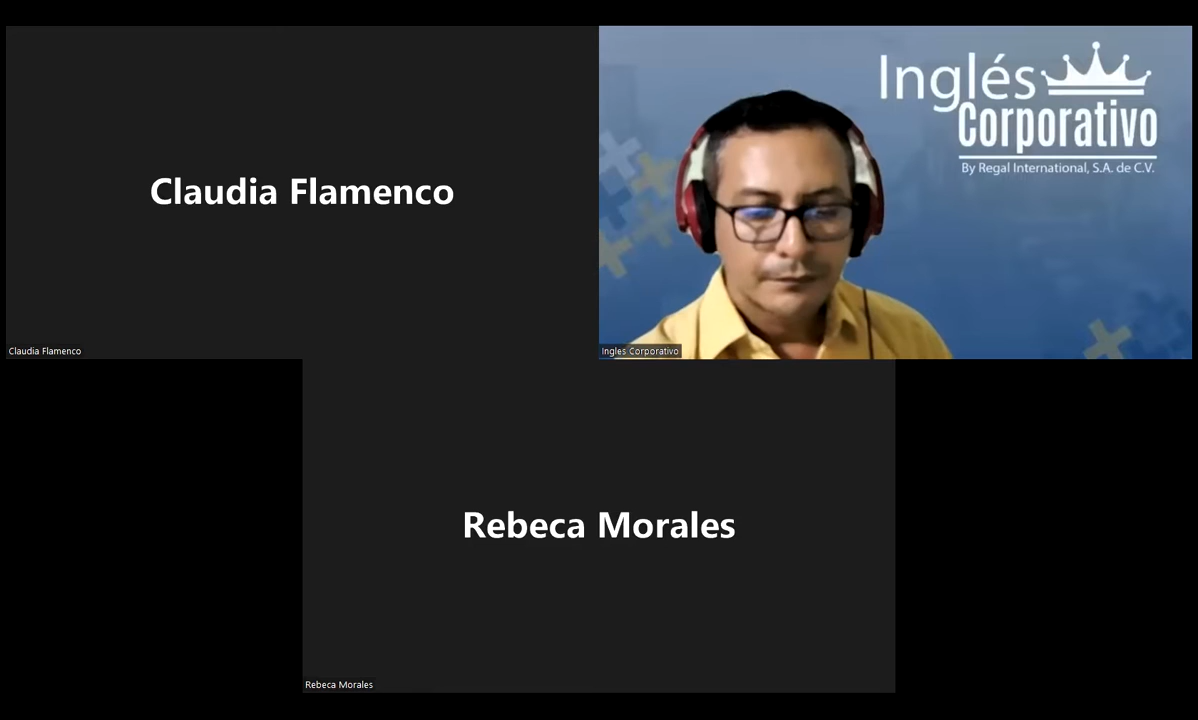 Claudia Flamenco
Claudia Flamenco
Inglés
Corporativo
By Regal International, S.A. de C.V.
Ingles Corporativo
Rebeca Morales
Rebeca Morales